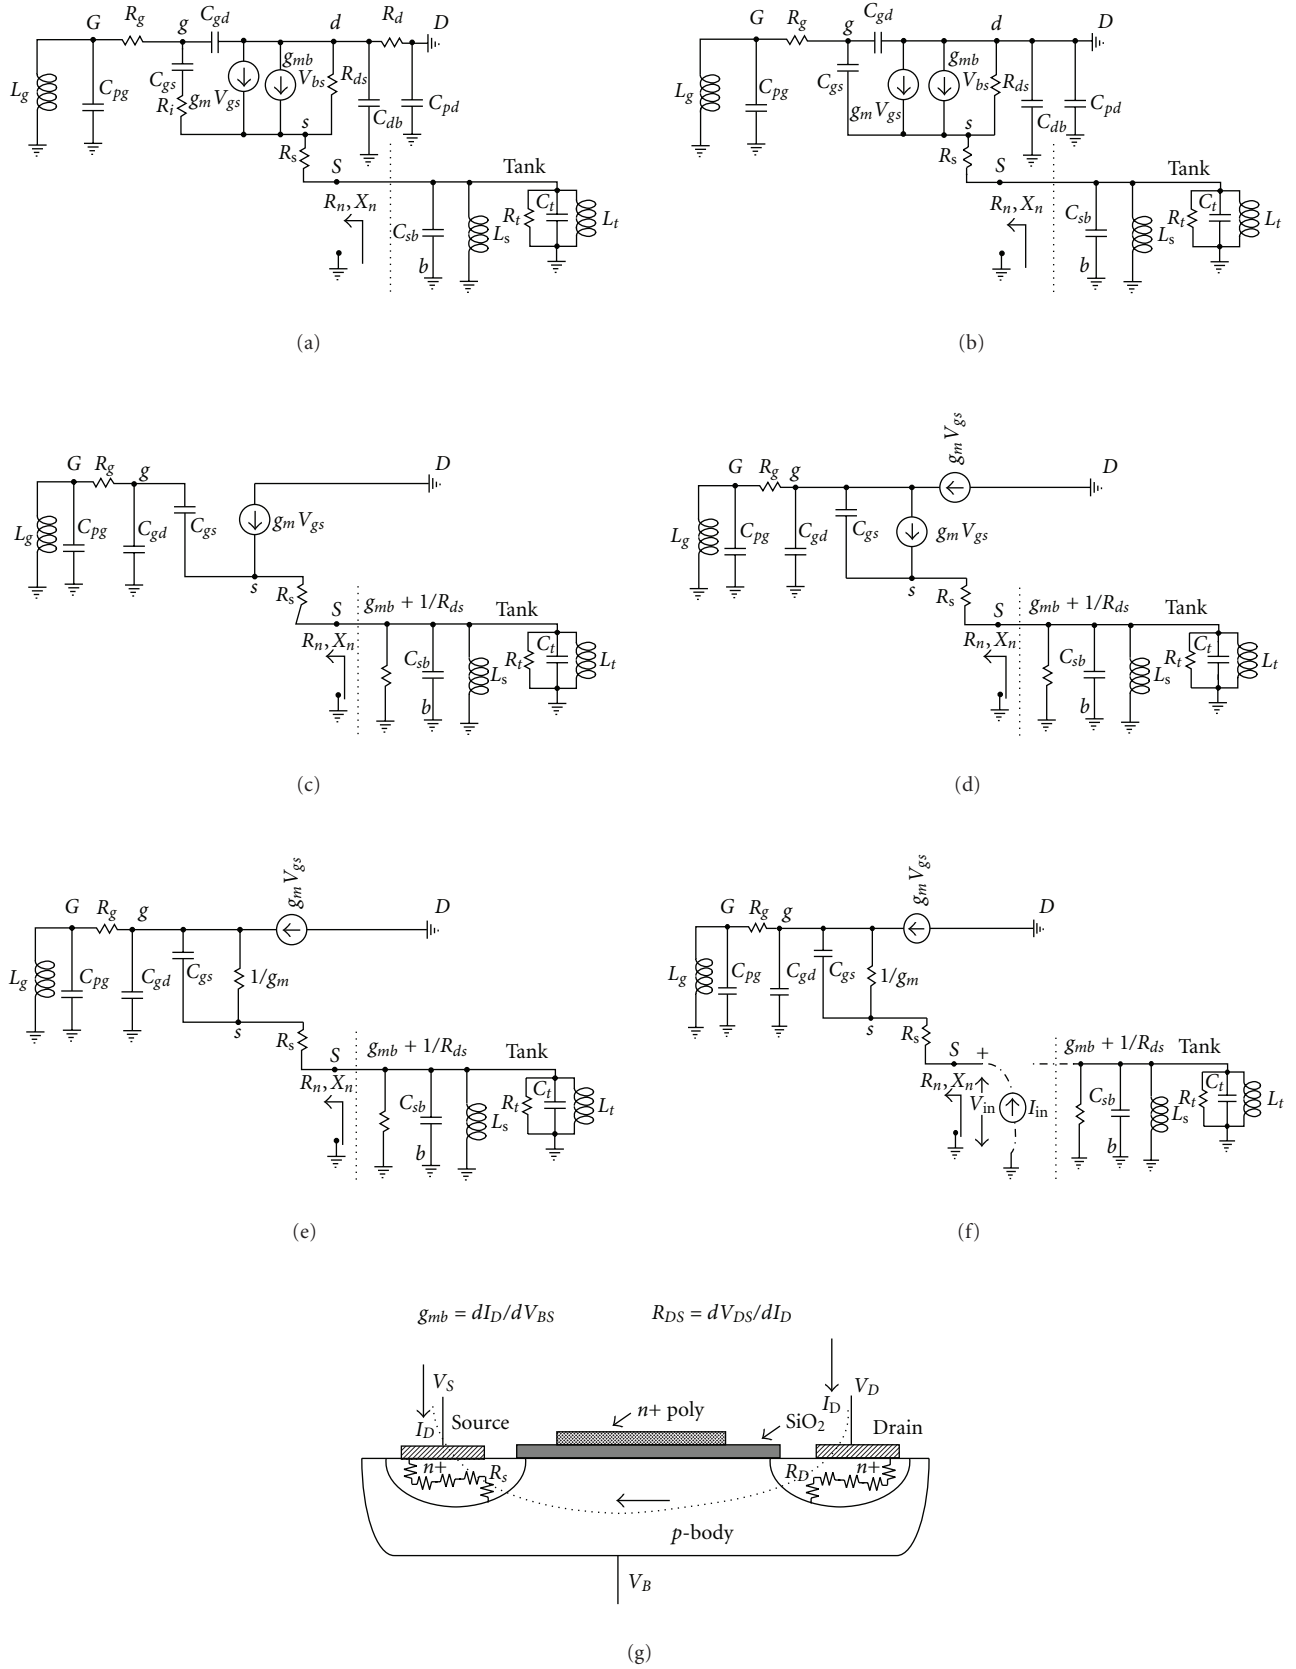 G R_g g C_gd d R_d D
L_g C_pg C_gs R_i g_m V_gs g_mb V_bs R_ds C_db C_pd
s R_s S Tank
R_n, X_n C_sb L_s R_t C_t L_t
b
(a)
G R_g g C_gd d D
L_g C_pg C_gs g_m V_gs g_mb V_bs R_ds C_db C_pd
s R_s S Tank
R_n, X_n C_sb L_s R_t C_t L_t
b
(b)
G R_g g D
L_g C_pg C_gd C_gs g_m V_gs
s R_s S g_mb + 1/R_ds Tank
R_n, X_n C_sb L_s R_t C_t L_t
b
(c)
g_m V_gs
G R_g g D
L_g C_pg C_gd C_gs g_m V_gs
s R_s S g_mb + 1/R_ds Tank
R_n, X_n C_sb L_s R_t C_t L_t
b
(d)
g_m V_gs
G R_g g D
L_g C_pg C_gd C_gs 1/g_m
s R_s S g_mb + 1/R_ds Tank
R_n, X_n C_sb L_s R_t C_t L_t
b
(e)
g_m V_gs
G R_g g D
L_g C_pg C_gd C_gs 1/g_m
s R_s S + g_mb + 1/R_ds Tank
R_n, X_n V_in I_in C_sb L_s R_t C_t L_t
b
(f)
g_mb = dI_D/dV_BS R_DS = dV_DS/dI_D
V_S V_D
I_D Source n+ poly SiO2 I_D Drain
n+ R_s R_D n+
p-body
V_B
(g)